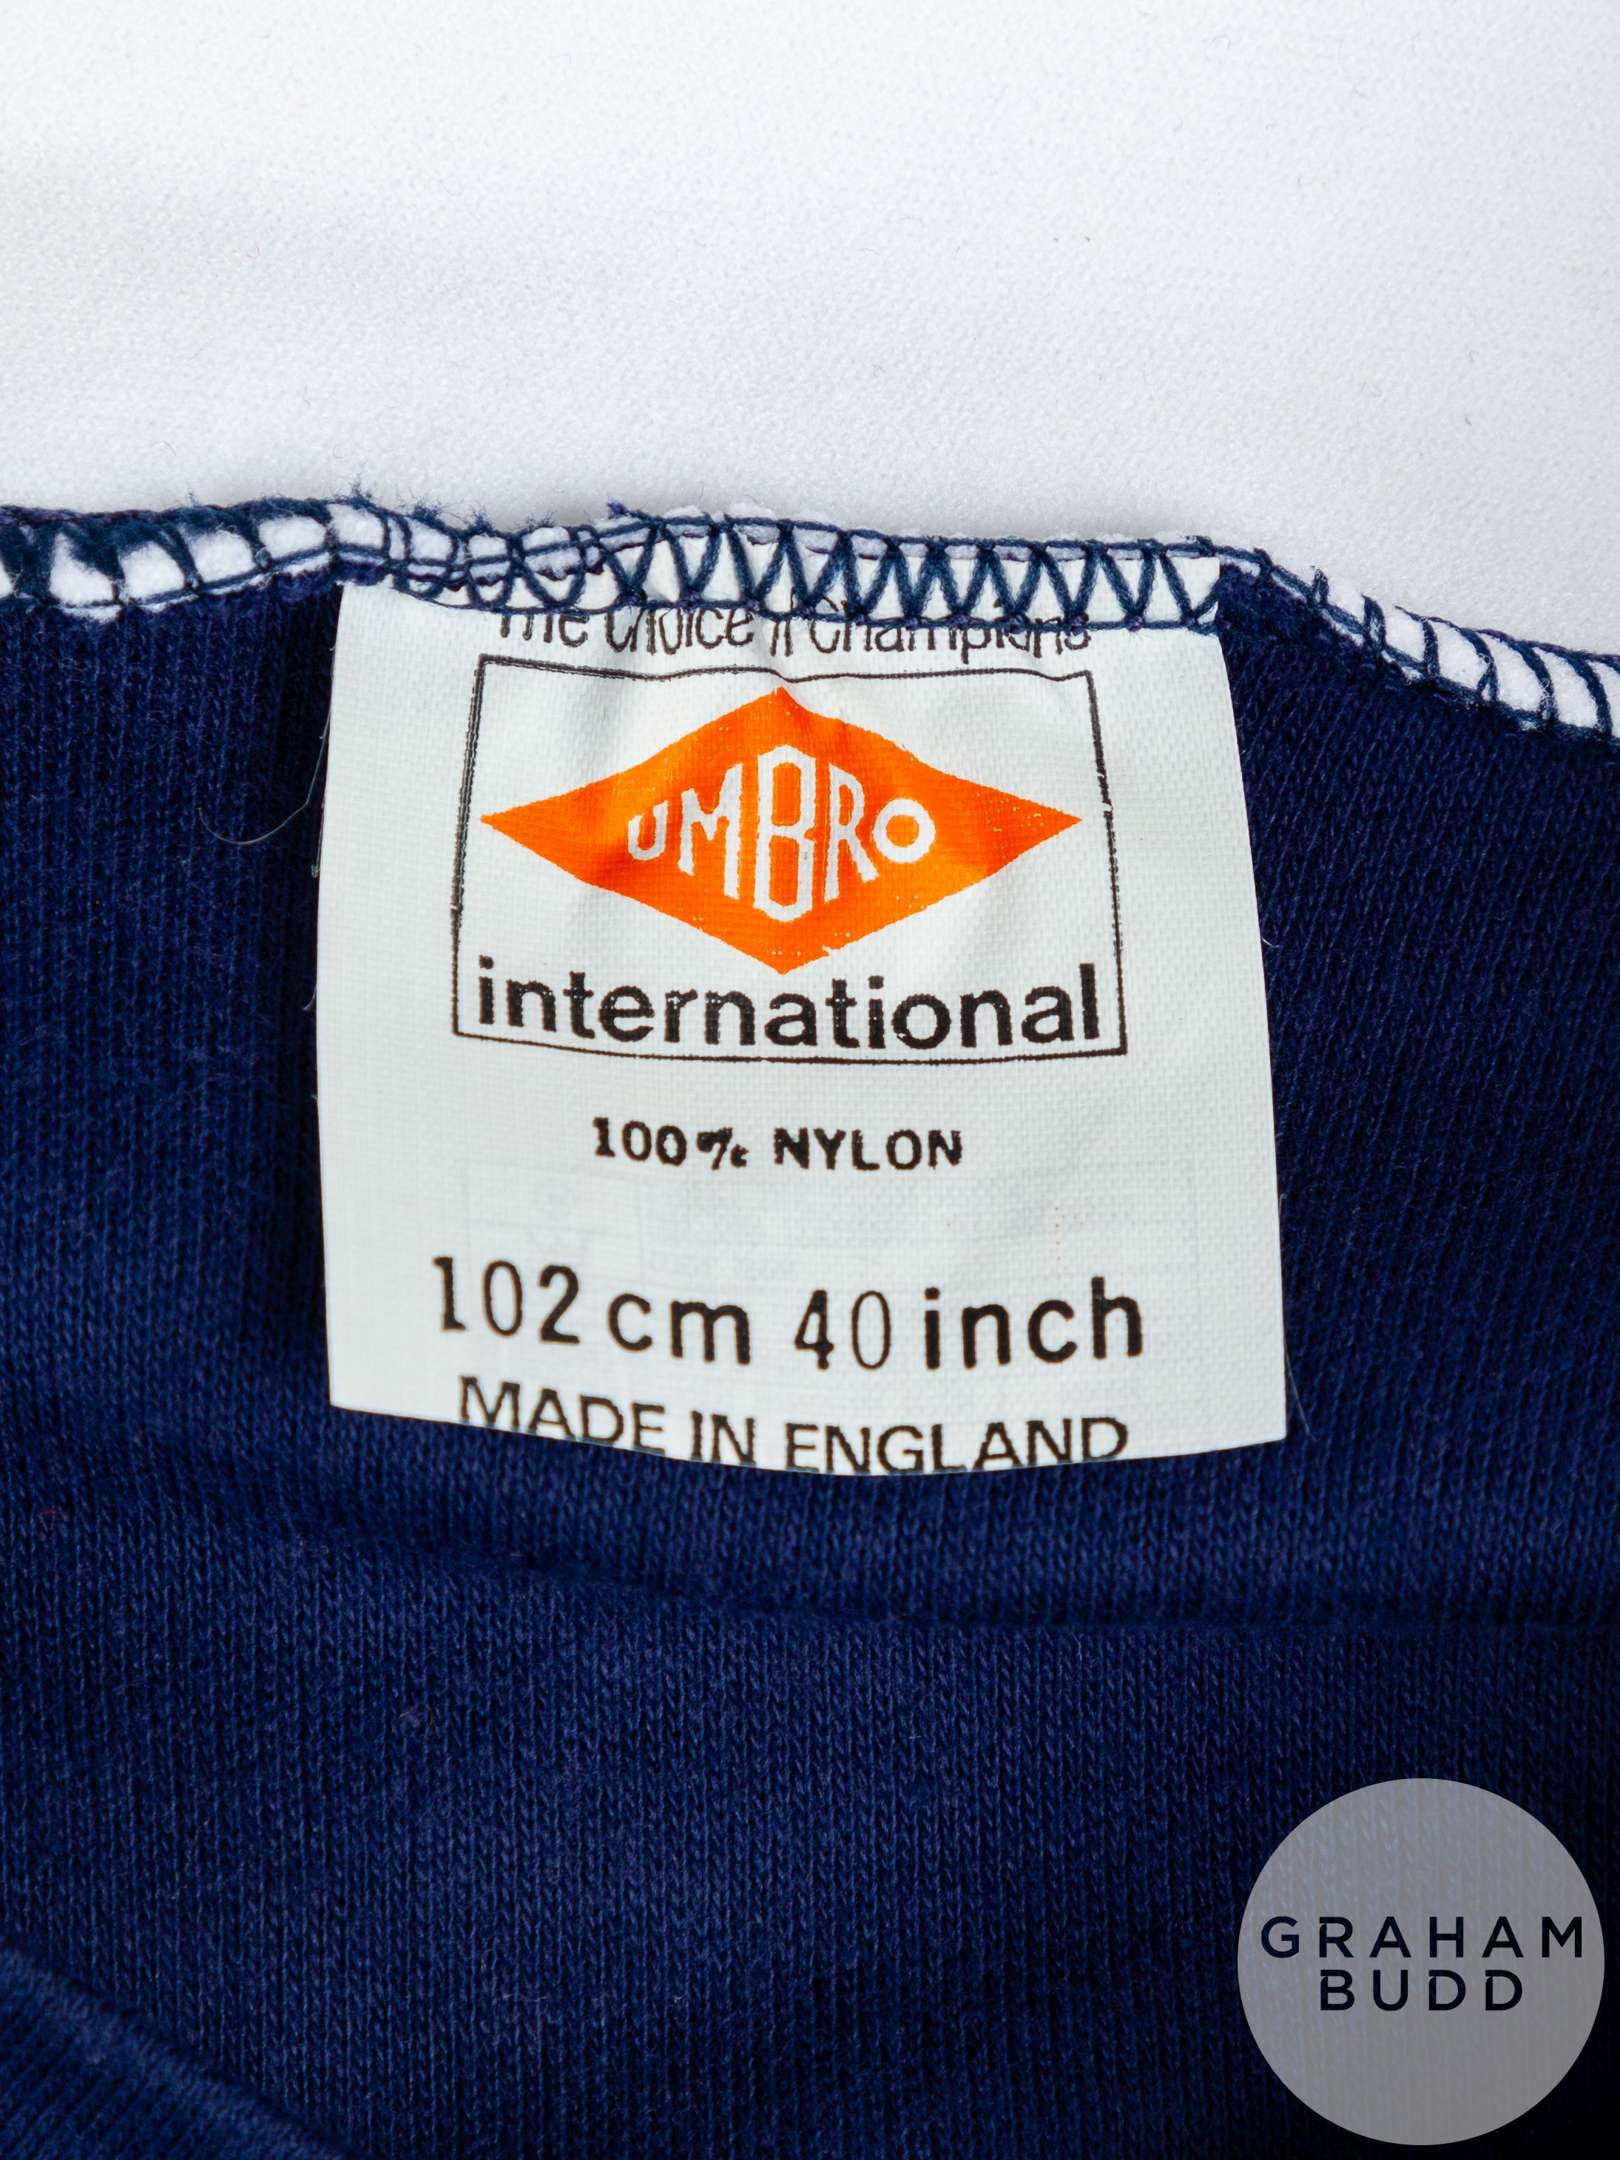 The Choice of Champions
UMBRO
international
100% NYLON
102 cm 40 inch
MADE IN ENGLAND
GRAHAM
BUDD